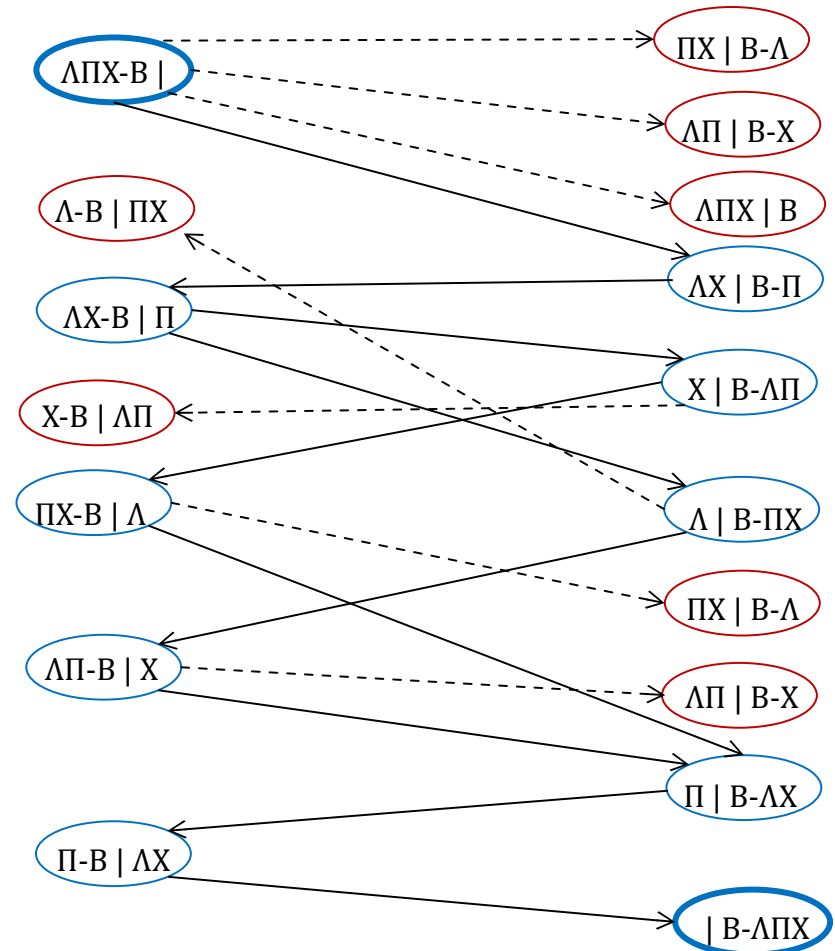 ΛΠΧ-Β |
ΠΧ | Β-Λ
ΛΠ | Β-Χ
ΛΠΧ | Β
Λ-Β | ΠΧ
ΛΧ | Β-Π
ΛΧ-Β | Π
Χ | Β-ΛΠ
Χ-Β | ΛΠ
ΠΧ-Β | Λ
Λ | Β-ΠΧ
ΠΧ | Β-Λ
ΛΠ-Β | Χ
ΛΠ | Β-Χ
Π | Β-ΛΧ
Π-Β | ΛΧ
| Β-ΛΠΧ